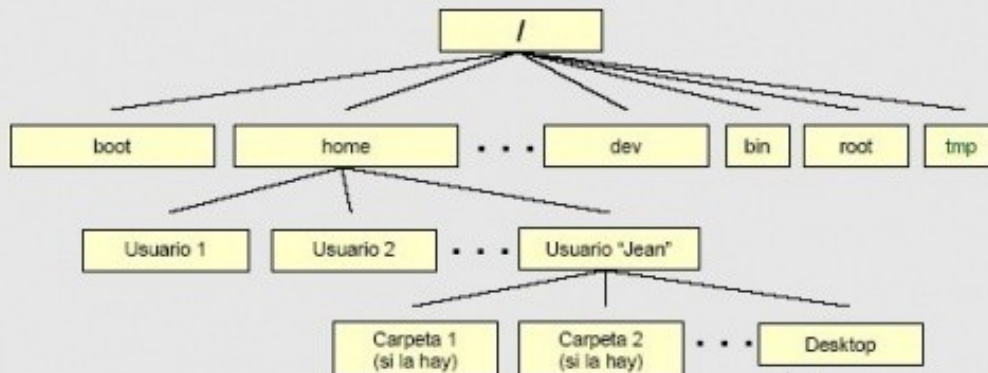 /
boot
home
. . .
dev
bin
root
tmp
Usuario 1
Usuario 2
. . .
Usuario "Jean"
Carpeta 1
(si la hay)
Carpeta 2
(si la hay)
. . .
Desktop